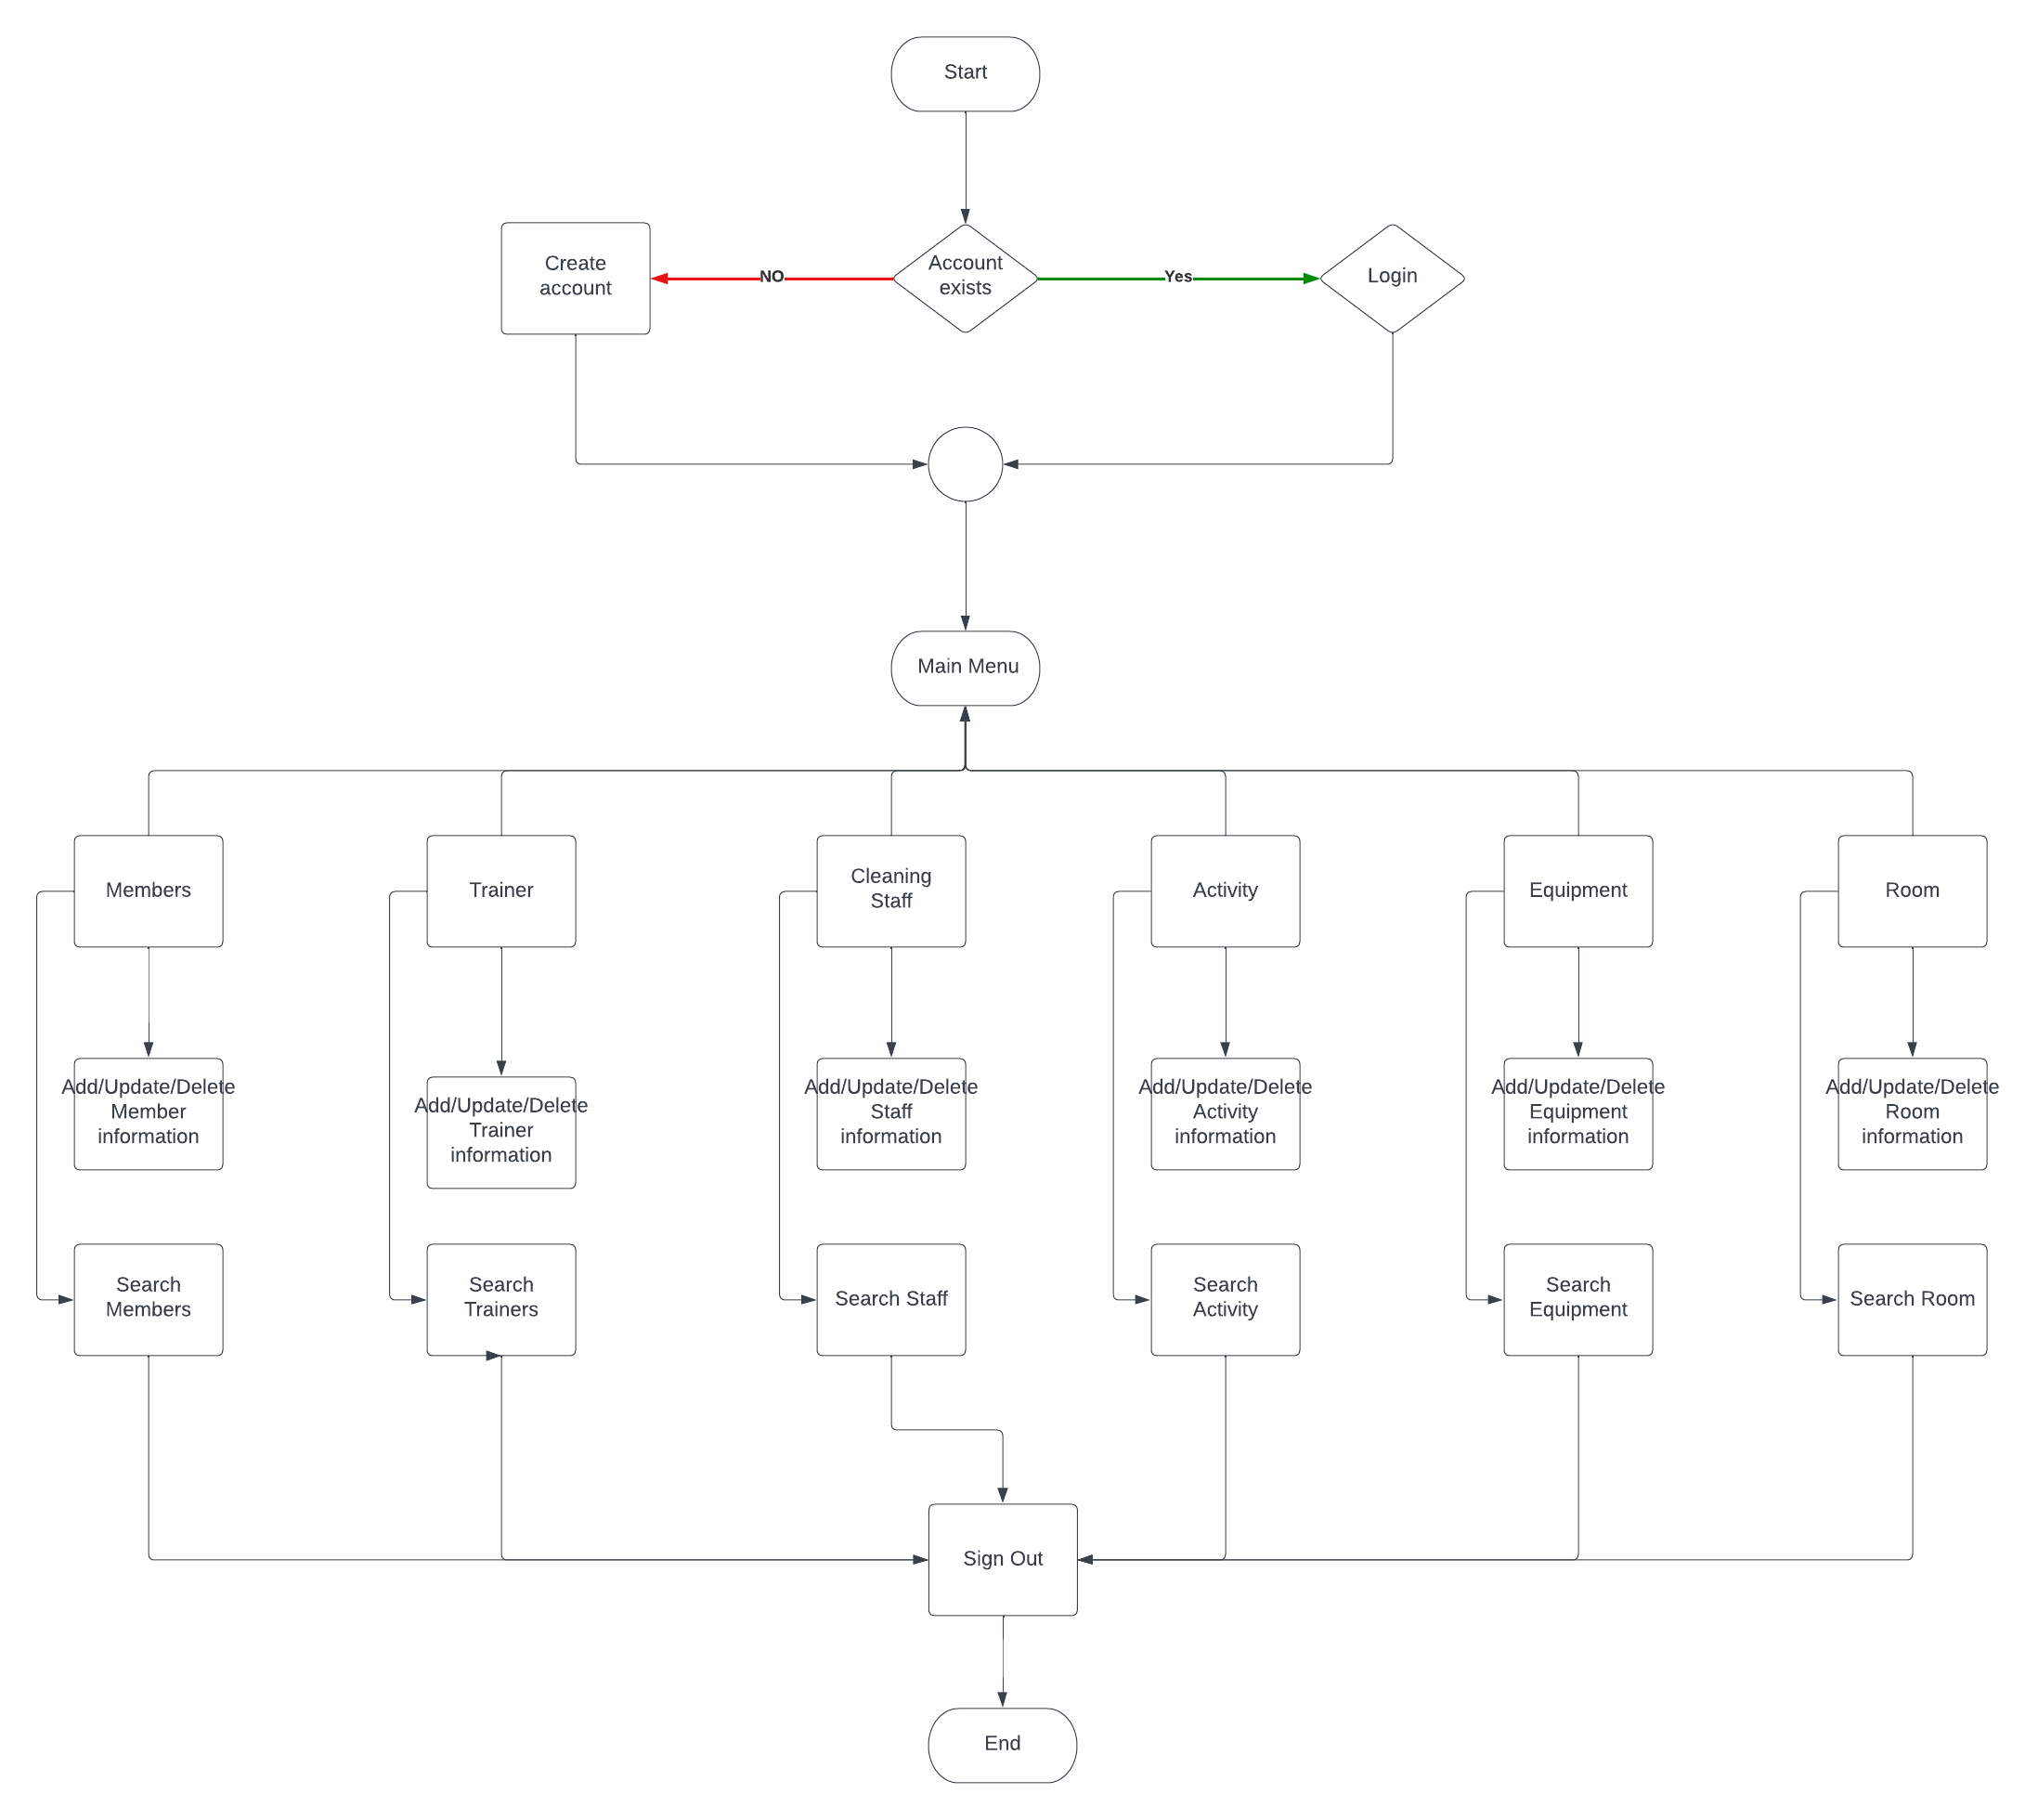 Start
Create
account
NO
Account
exists
Yes
Login
Main Menu
Members
Trainer
Cleaning
Staff
Activity
Equipment
Room
Add/Update/Delete
Member
information
Add/Update/Delete
Trainer
information
Add/Update/Delete
Staff
information
Add/Update/Delete
Activity
information
Add/Update/Delete
Equipment
information
Add/Update/Delete
Room
information
Search
Members
Search
Trainers
Search Staff
Search
Activity
Search
Equipment
Search Room
Sign Out
End